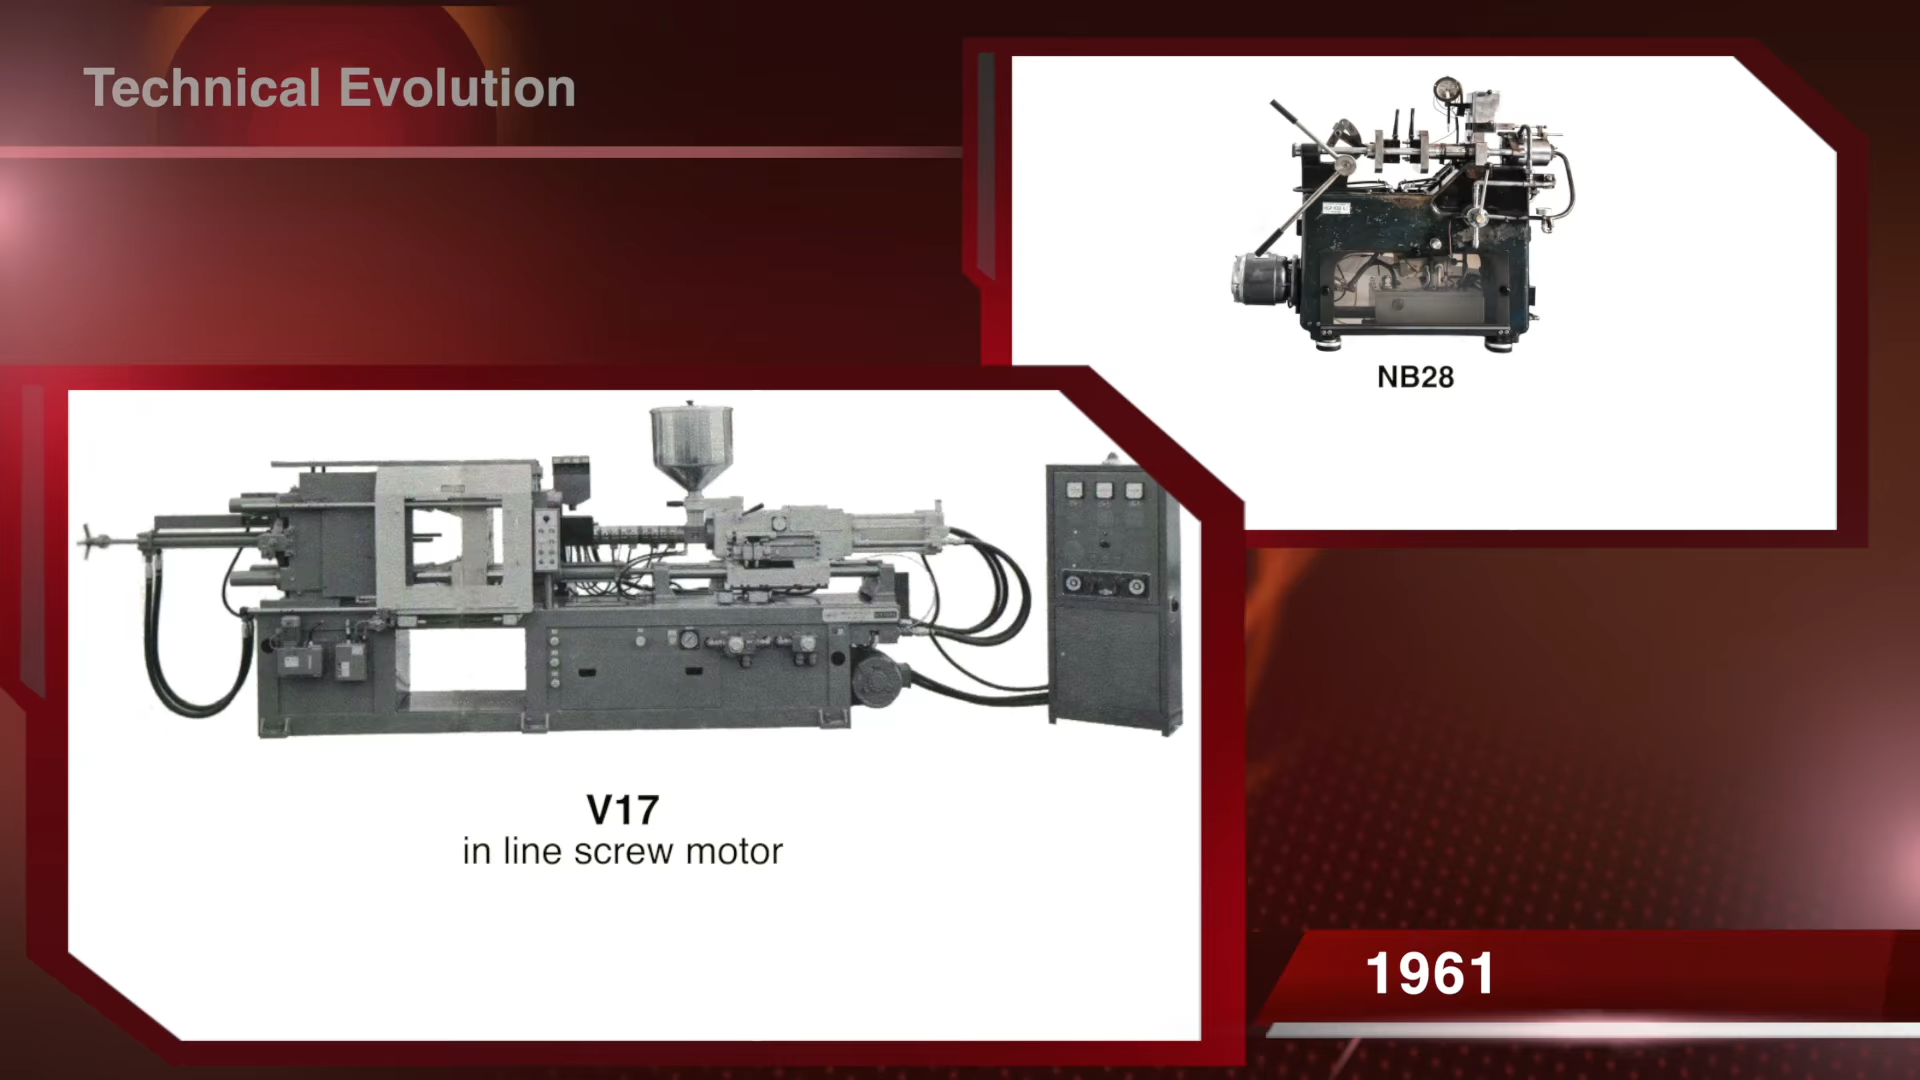 Technical Evolution
NB28
V17
in line screw motor
1961